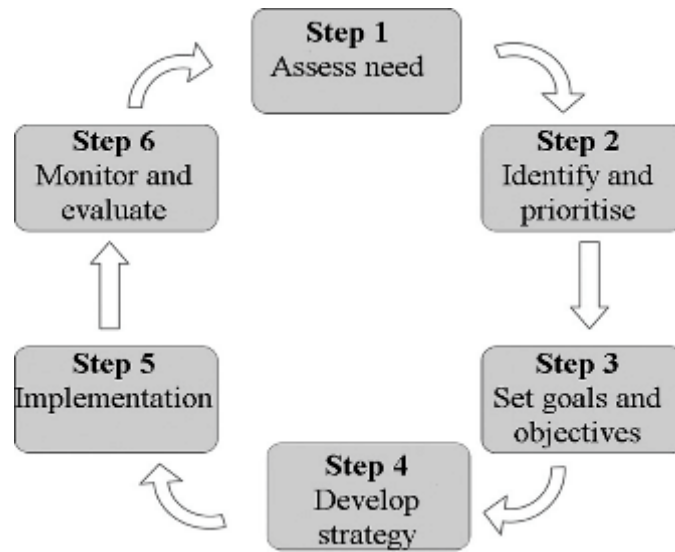 Step 1
Assess need
Step 2
Identify and
prioritise
Step 3
Set goals and
objectives
Step 4
Develop
strategy
Step 5
Implementation
Step 6
Monitor and
evaluate